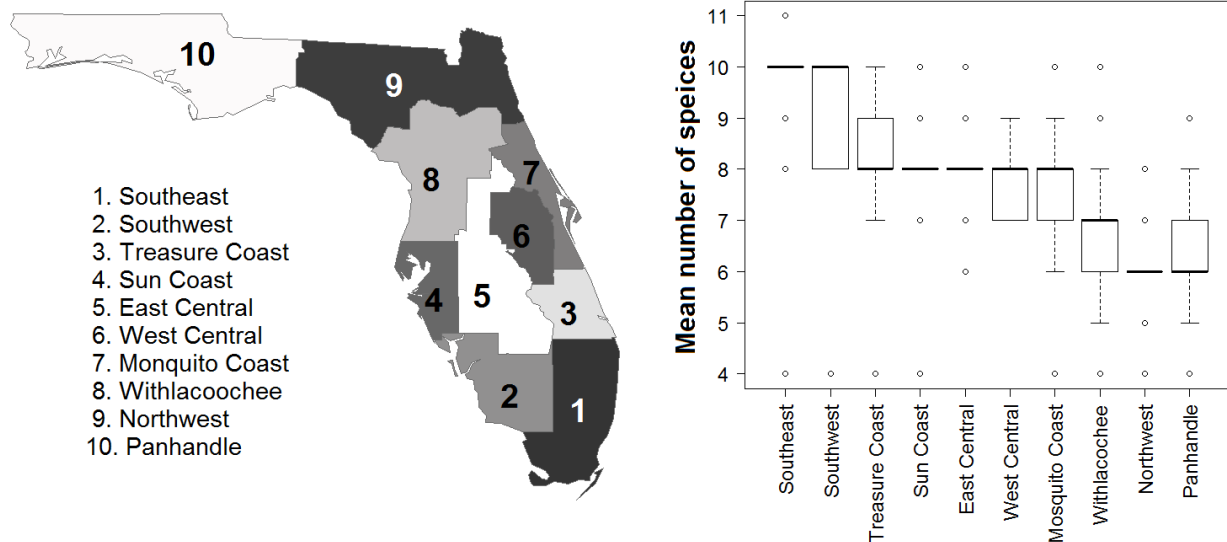 10
9
8
7
6
5
4
3
2
1
1. Southeast
2. Southwest
3. Treasure Coast
4. Sun Coast
5. East Central
6. West Central
7. Monquito Coast
8. Withlacoochee
9. Northwest
10. Panhandle
Mean number of speices
11
10
9
8
7
6
5
4
Southeast
Southwest
Treasure Coast
Sun Coast
East Central
West Central
Mosquito Coast
Withlacochee
Northwest
Panhandle